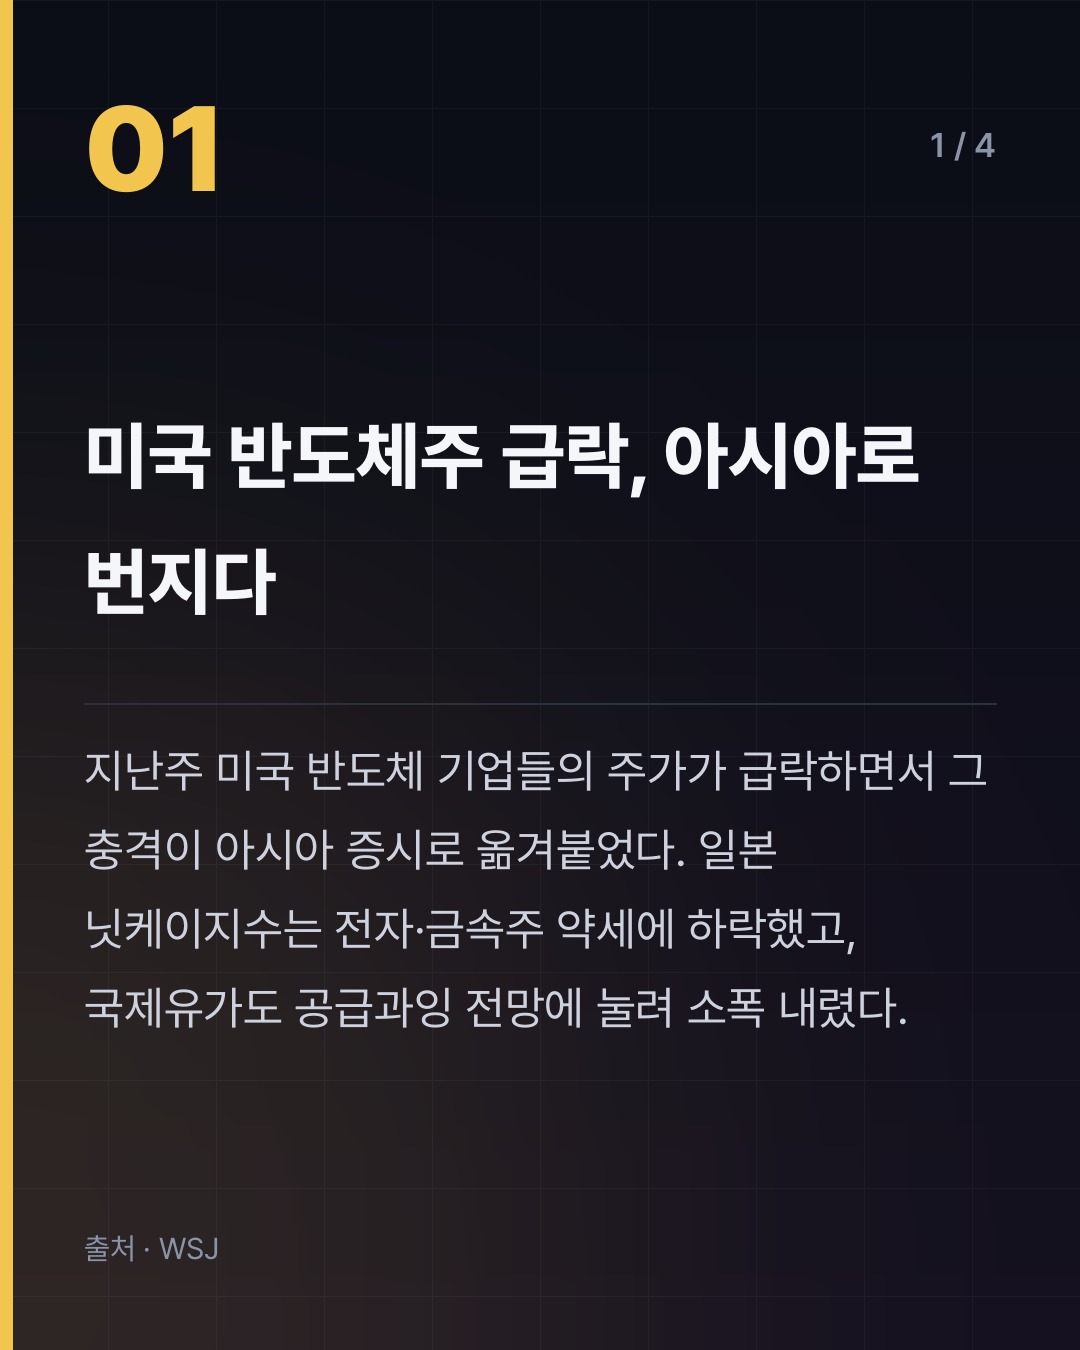 01
1 / 4
미국 반도체주 급락, 아시아로
번지다
지난주 미국 반도체 기업들의 주가가 급락하면서 그
충격이 아시아 증시로 옮겨붙었다. 일본
닛케이지수는 전자·금속주 약세에 하락했고,
국제유가도 공급과잉 전망에 눌려 소폭 내렸다.
출처 · WSJ